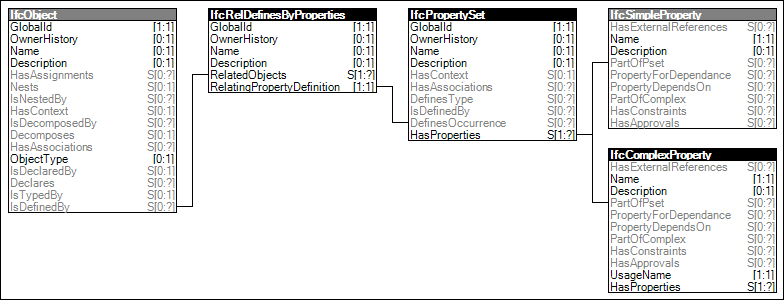 IfcObject
GlobalId [1:1]
OwnerHistory [0:1]
Name [0:1]
Description [0:1]
HasAssignments S[0:?]
Nests S[0:1]
IsNestedBy S[0:?]
HasContext S[0:1]
IsDecomposedBy S[0:?]
Decomposes S[0:1]
HasAssociations S[0:?]
ObjectType [0:1]
IsDeclaredBy S[0:1]
Declares S[0:?]
IsTypedBy S[0:1]
IsDefinedBy S[0:?]
IfcRelDefinesByProperties
GlobalId [1:1]
OwnerHistory [0:1]
Name [0:1]
Description [0:1]
RelatedObjects S[1:?]
RelatingPropertyDefinition [1:1]
IfcPropertySet
GlobalId [1:1]
OwnerHistory [0:1]
Name [0:1]
Description [0:1]
HasContext S[0:1]
HasAssociations S[0:?]
DefinesType S[0:?]
IsDefinedBy S[0:?]
DefinesOccurrence S[0:?]
HasProperties S[1:?]
IfcSimpleProperty
HasExternalReferences S[0:?]
Name [1:1]
Description [0:1]
PartOfPset S[0:?]
PropertyForDependance S[0:?]
PropertyDependsOn S[0:?]
PartOfComplex S[0:?]
HasConstraints S[0:?]
HasApprovals S[0:?]
IfcComplexProperty
HasExternalReferences S[0:?]
Name [1:1]
Description [0:1]
PartOfPset S[0:?]
PropertyForDependance S[0:?]
PropertyDependsOn S[0:?]
PartOfComplex S[0:?]
HasConstraints S[0:?]
HasApprovals S[0:?]
UsageName [1:1]
HasProperties S[1:?]